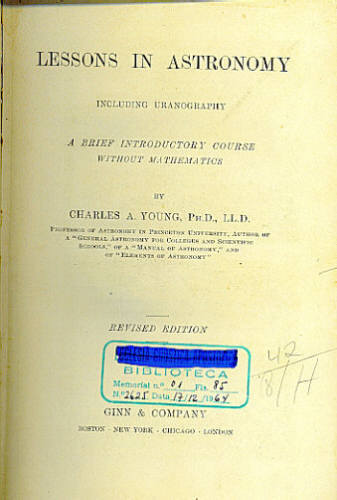 LESSONS IN ASTRONOMY
INCLUDING URANOGRAPHY
A BRIEF INTRODUCTORY COURSE
WITHOUT MATHEMATICS
BY
CHARLES A. YOUNG, PH.D., LL.D.
PROFESSOR OF ASTRONOMY IN PRINCETON UNIVERSITY, AUTHOR OF
A "GENERAL ASTRONOMY FOR COLLEGES AND SCIENTIFIC
SCHOOLS," OF A "MANUAL OF ASTRONOMY," AND
OF "ELEMENTS OF ASTRONOMY"
REVISED EDITION
BIBLIOTECA
Memorial n.º 01 Fls. 85
N.º 2625 Data 17/12/1964
42
H
GINN & COMPANY
BOSTON · NEW YORK · CHICAGO · LONDON